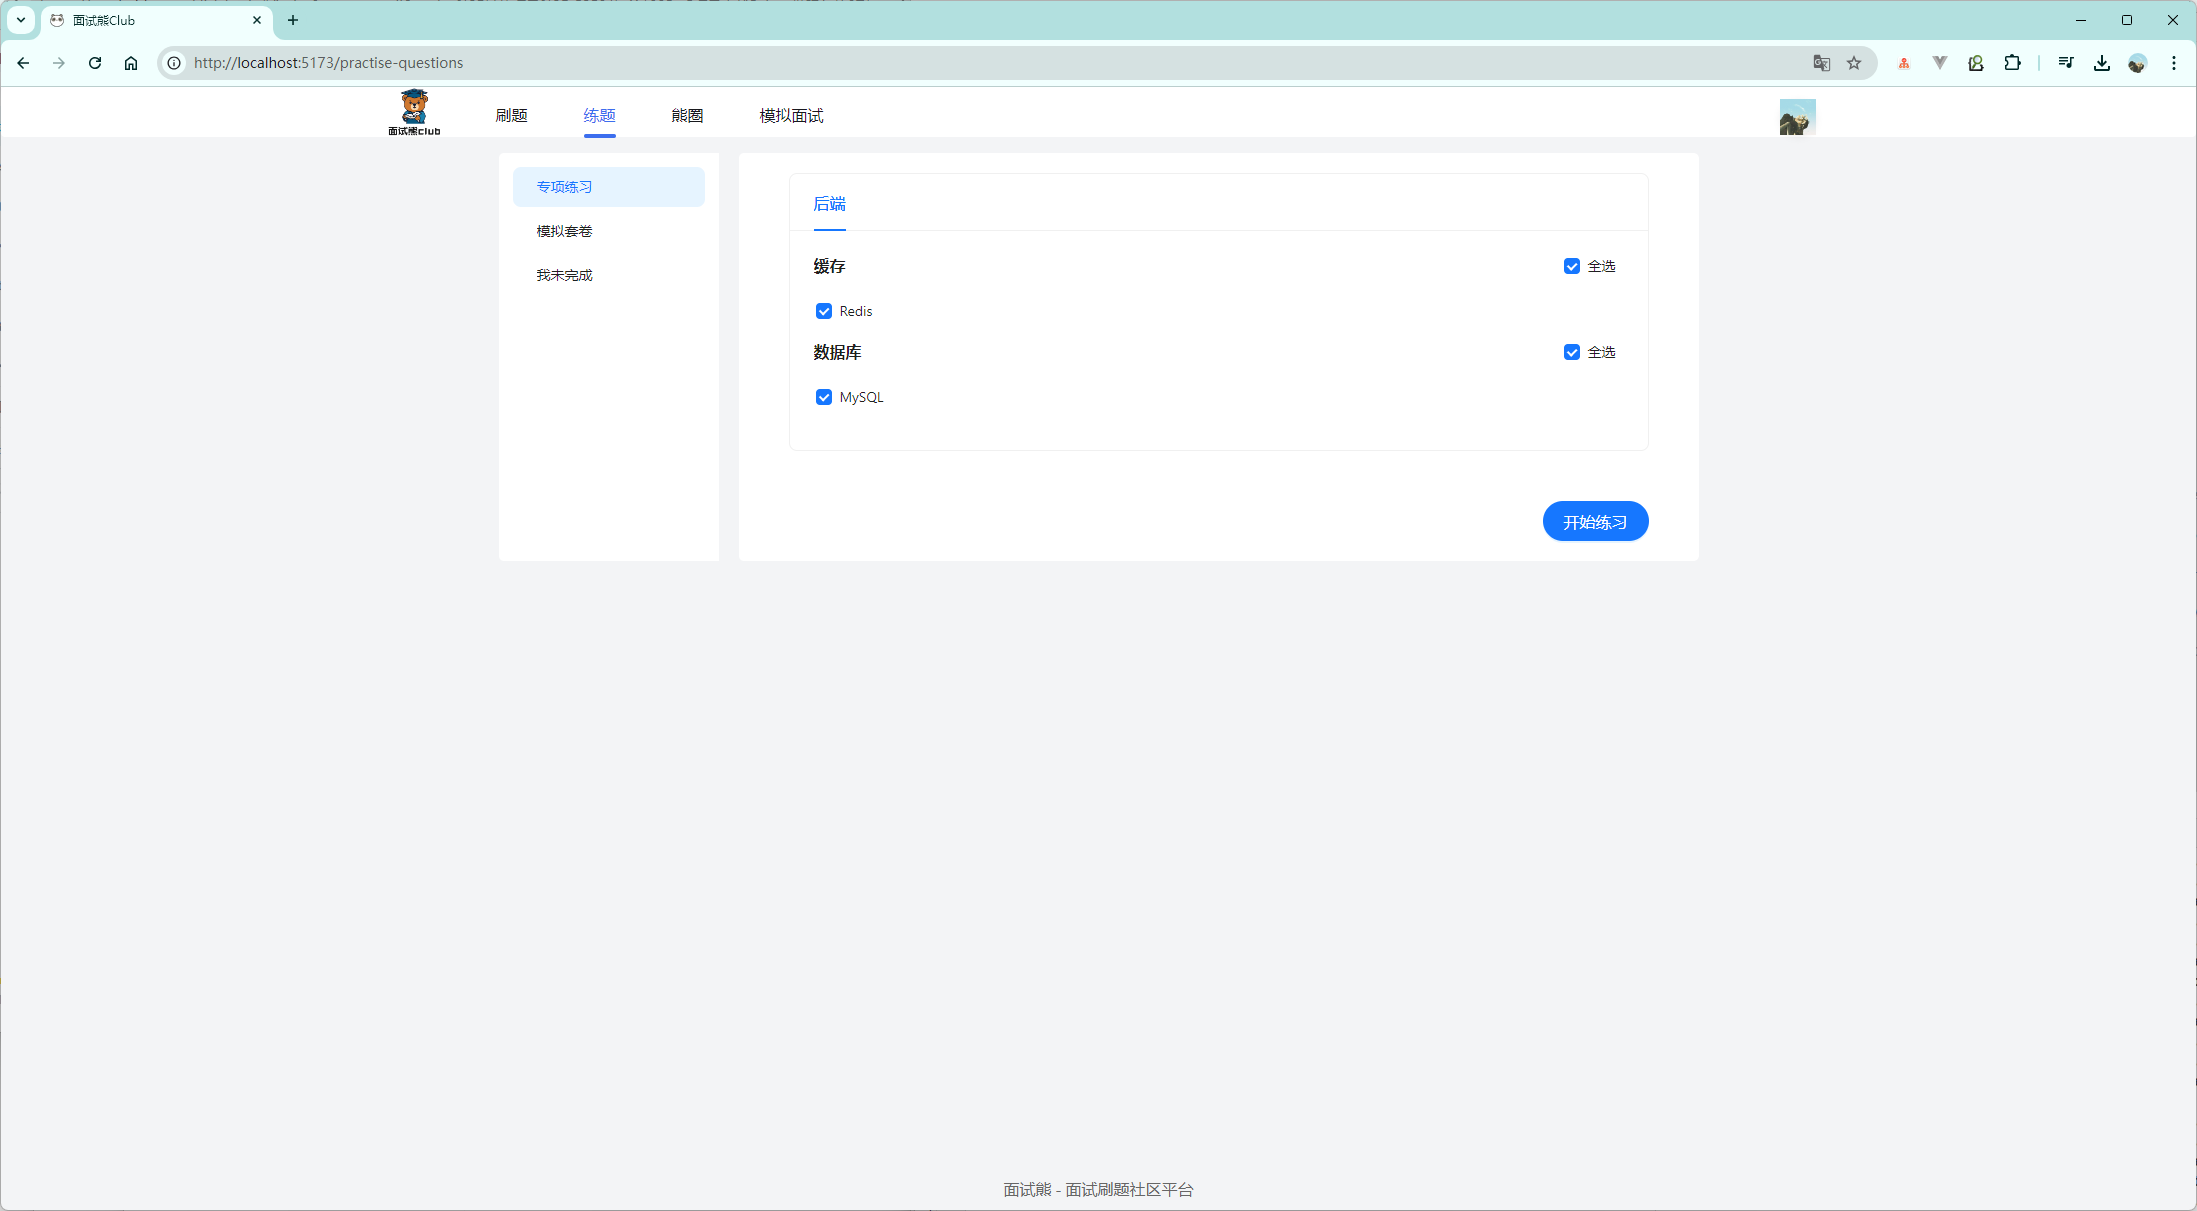 面试熊Club
http://localhost:5173/practise-questions
面试熊club
刷题
练题
熊圈
模拟面试
专项练习
模拟套卷
我未完成
后端
缓存
全选
Redis
数据库
全选
MySQL
开始练习
面试熊 - 面试刷题社区平台